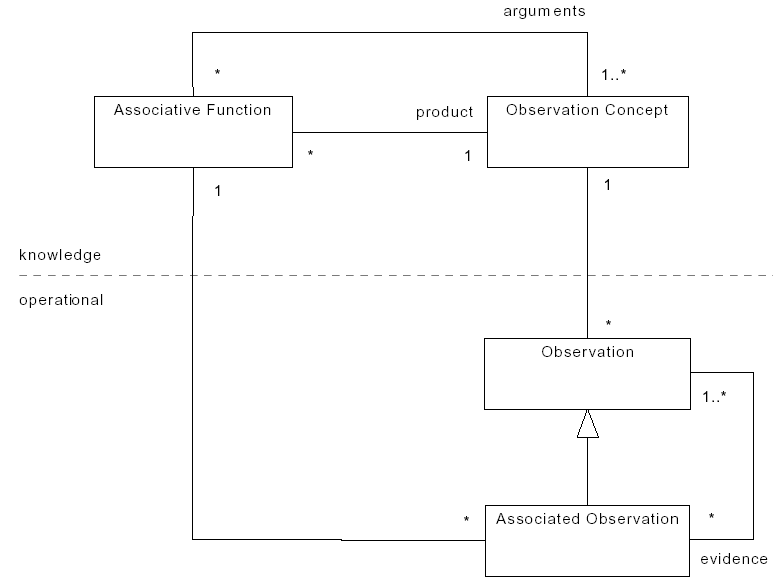 arguments
* 1..*
Associative Function product Observation Concept
* 1
1 1
knowledge
operational
*
Observation
1..*
* Associated Observation *
evidence